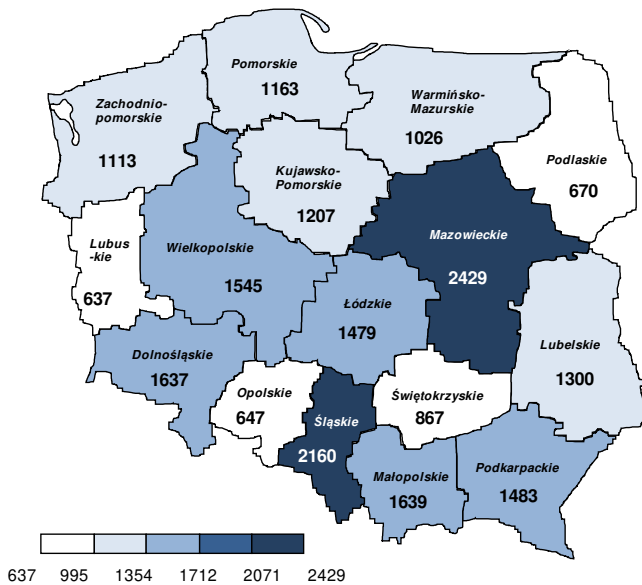 Pomorskie
1163
Zachodnio-
pomorskie
1113
Warmińsko-
Mazurskie
1026
Podlaskie
670
Kujawsko-
Pomorskie
1207
Mazowieckie
2429
Lubus
-kie
637
Wielkopolskie
1545
Łódzkie
1479
Lubelskie
1300
Dolnośląskie
1637
Opolskie
647
Śląskie
2160
Świętokrzyskie
867
Małopolskie
1639
Podkarpackie
1483
637 995 1354 1712 2071 2429